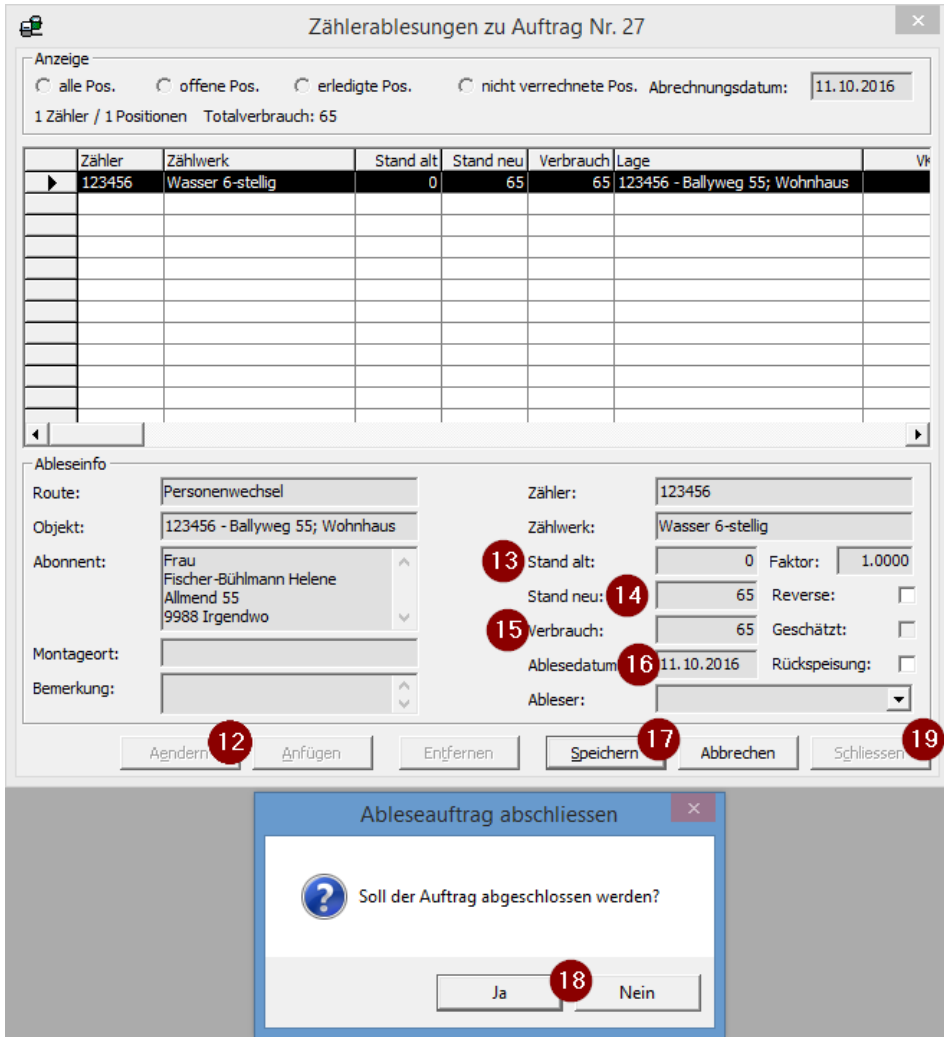 Zählerablesungen zu Auftrag Nr. 27
Anzeige
alle Pos. offene Pos. erledigte Pos. nicht verrechnete Pos. Abrechnungsdatum: 11.10.2016
1 Zähler / 1 Positionen Totalverbrauch: 65
Zähler Zählwerk Stand alt Stand neu Verbrauch Lage VK
123456 Wasser 6-stellig 0 65 65 123456 - Ballyweg 55; Wohnhaus
Ableseinfo
Route: Personenwechsel Zähler: 123456
Objekt: 123456 - Ballyweg 55; Wohnhaus Zählwerk: Wasser 6-stellig
Abonnent: Frau 13 Stand alt: 0 Faktor: 1.0000
Fischer-Bühlmann Helene
Allmend 55 Stand neu: 14 65 Reverse:
9988 Irgendwo 15 Verbrauch: 65 Geschätzt:
Montageort: Ablesedatum 16 11.10.2016 Rückspeisung:
Bemerkung: Ableser:
Aendern 12 Anfügen Entfernen Speichern 17 Abbrechen Schliessen 19
Ableseauftrag abschliessen
Soll der Auftrag abgeschlossen werden?
Ja 18 Nein